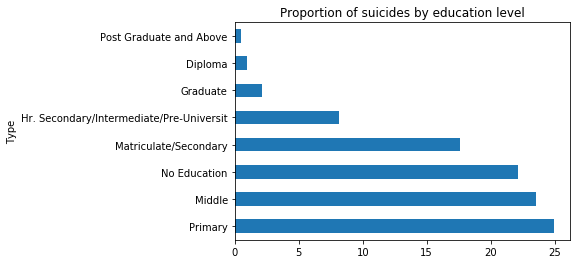 Proportion of suicides by education level
Post Graduate and Above
Diploma
Graduate
Hr. Secondary/Intermediate/Pre-Universit
Matriculate/Secondary
No Education
Middle
Primary
Type
0 5 10 15 20 25